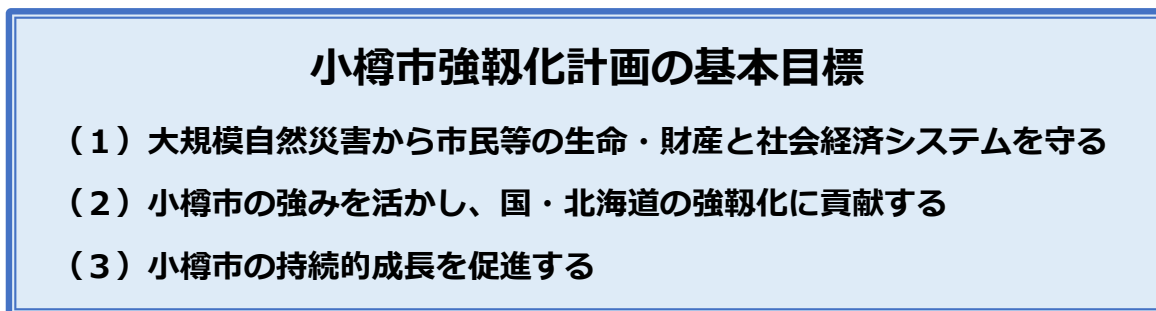 小樽市強靱化計画の基本目標
（１）大規模自然災害から市民等の生命・財産と社会経済システムを守る
（２）小樽市の強みを活かし、国・北海道の強靱化に貢献する
（３）小樽市の持続的成長を促進する